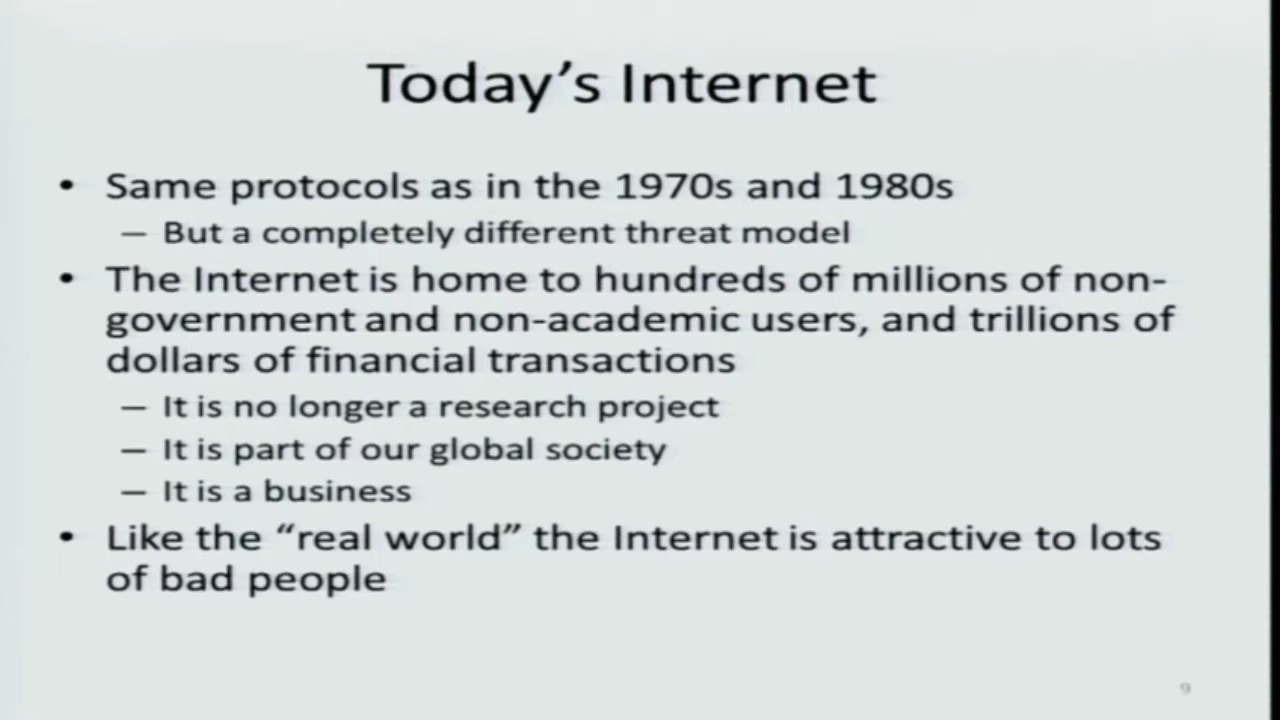 Today's Internet
• Same protocols as in the 1970s and 1980s
– But a completely different threat model
• The Internet is home to hundreds of millions of non-
government and non-academic users, and trillions of
dollars of financial transactions
– It is no longer a research project
– It is part of our global society
– It is a business
• Like the “real world” the Internet is attractive to lots
of bad people
9